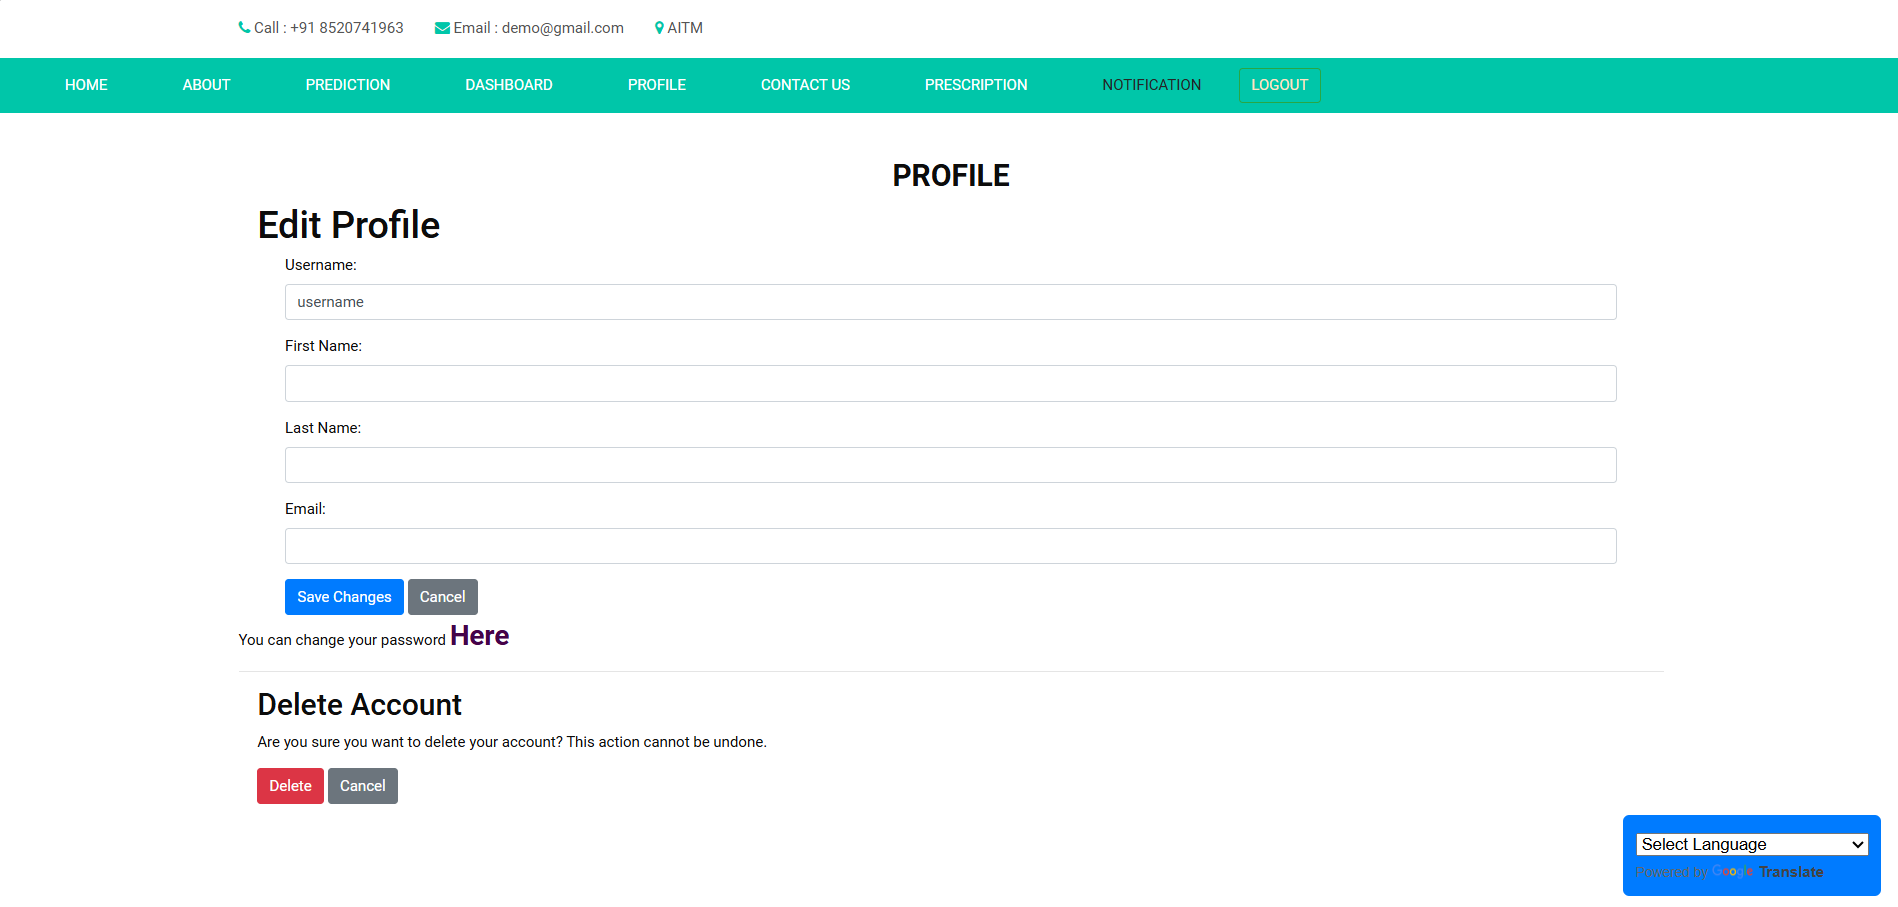 Call : +91 8520741963 Email : demo@gmail.com AITM
HOME ABOUT PREDICTION DASHBOARD PROFILE CONTACT US PRESCRIPTION NOTIFICATION LOGOUT
PROFILE
Edit Profile
Username:
username
First Name:
Last Name:
Email:
Save Changes Cancel
You can change your password Here
Delete Account
Are you sure you want to delete your account? This action cannot be undone.
Delete Cancel
Select Language
Powered by Google Translate